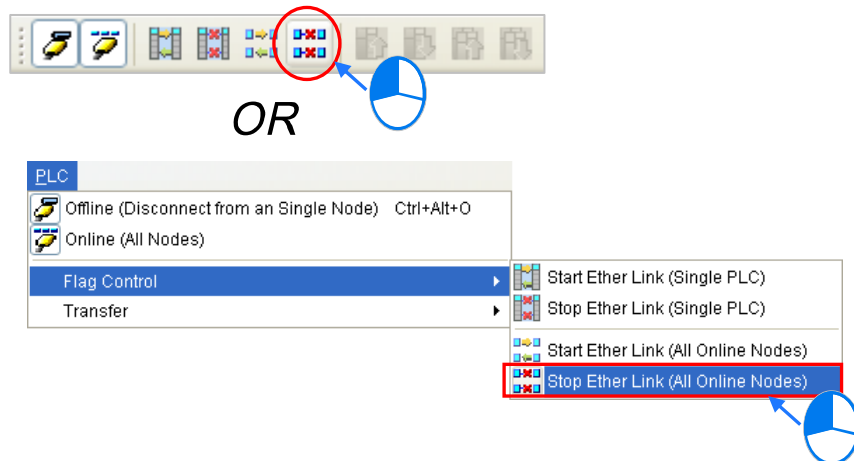 OR
PLC
Offline (Disconnect from an Single Node) Ctrl+Alt+O
Online (All Nodes)
Flag Control
Transfer
Start Ether Link (Single PLC)
Stop Ether Link (Single PLC)
Start Ether Link (All Online Nodes)
Stop Ether Link (All Online Nodes)